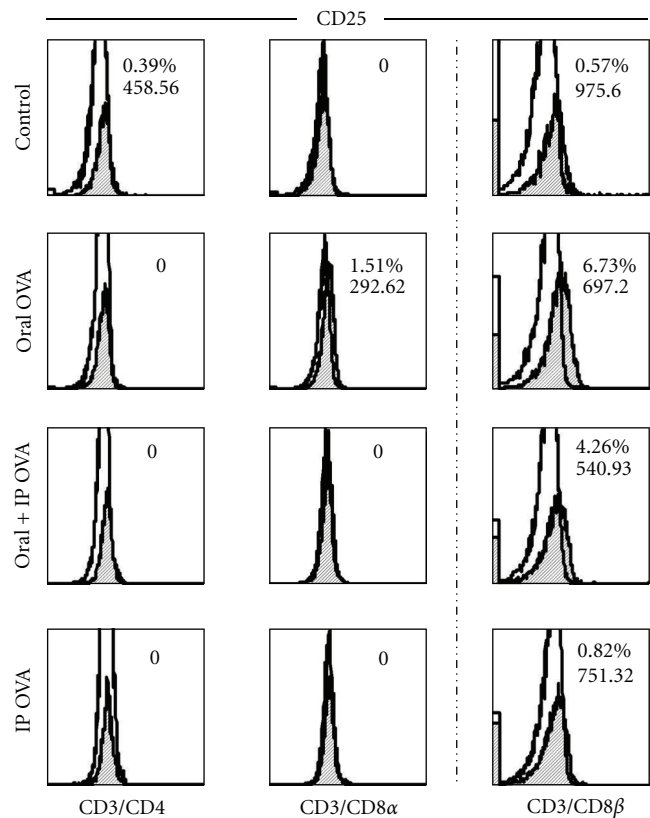 CD25
Control
0.39%
458.56
0
0.57%
975.6
Oral OVA
0
1.51%
292.62
6.73%
697.2
Oral + IP OVA
0
0
4.26%
540.93
IP OVA
0
0
0.82%
751.32
CD3/CD4
CD3/CD8α
CD3/CD8β